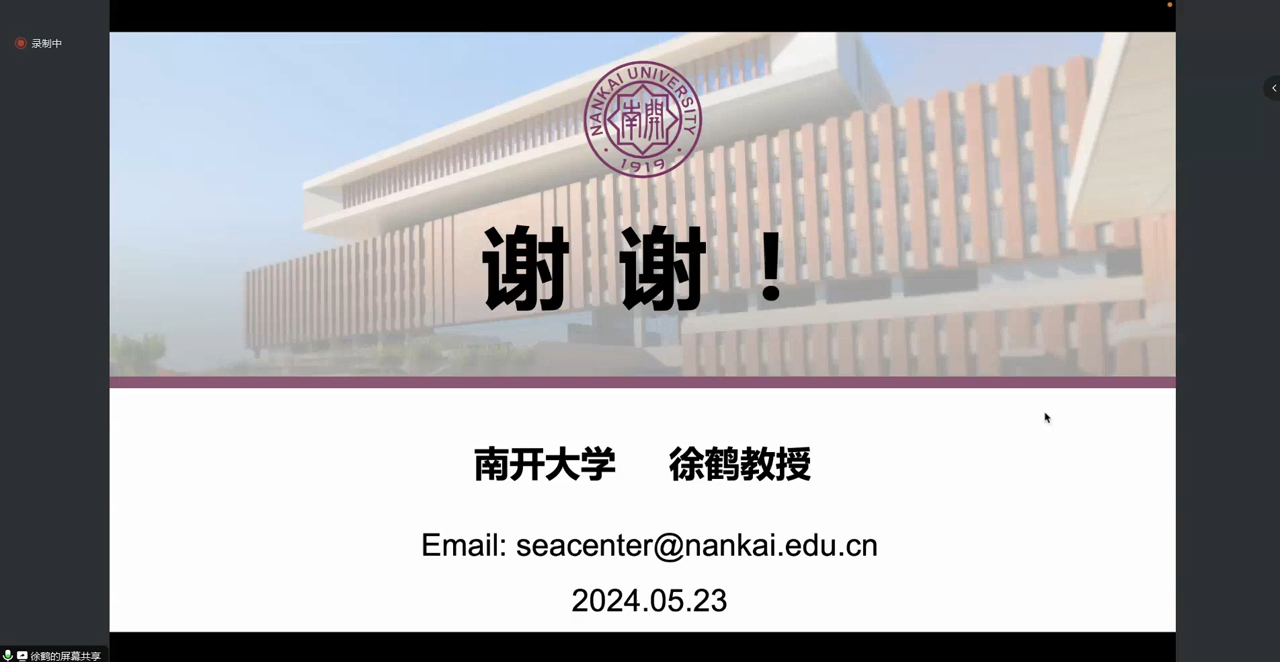 录制中
NANKAI UNIVERSITY
南開
1919
谢 谢 ！
南开大学 徐鹤教授
Email: seacenter@nankai.edu.cn
2024.05.23
徐鹤的屏幕共享